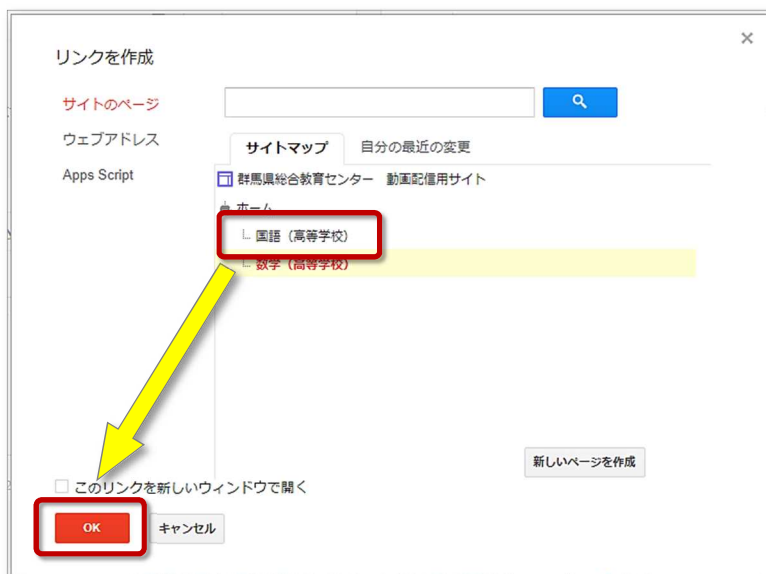 リンクを作成
サイトのページ
ウェブアドレス
Apps Script
サイトマップ
自分の最近の変更
群馬県総合教育センター 動画配信用サイト
ホーム
国語（高等学校）
数学（高等学校）
新しいページを作成
このリンクを新しいウィンドウで開く
OK
キャンセル